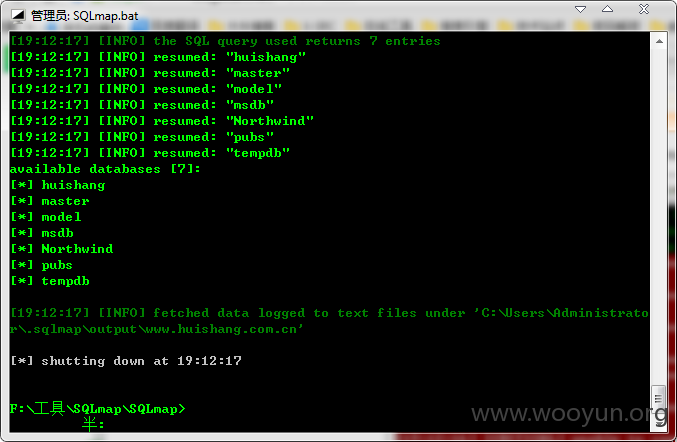 管理员: SQLmap.bat
[19:12:17] [INFO] the SQL query used returns 7 entries
[19:12:17] [INFO] resumed: "huishang"
[19:12:17] [INFO] resumed: "master"
[19:12:17] [INFO] resumed: "model"
[19:12:17] [INFO] resumed: "msdb"
[19:12:17] [INFO] resumed: "Northwind"
[19:12:17] [INFO] resumed: "pubs"
[19:12:17] [INFO] resumed: "tempdb"
available databases [7]:
[*] huishang
[*] master
[*] model
[*] msdb
[*] Northwind
[*] pubs
[*] tempdb
[19:12:17] [INFO] fetched data logged to text files under 'C:\Users\Administrato
r\.sqlmap\output\www.huishang.com.cn'
[*] shutting down at 19:12:17
F:\工具\SQLmap\SQLmap>
半:
www.wooyun.org